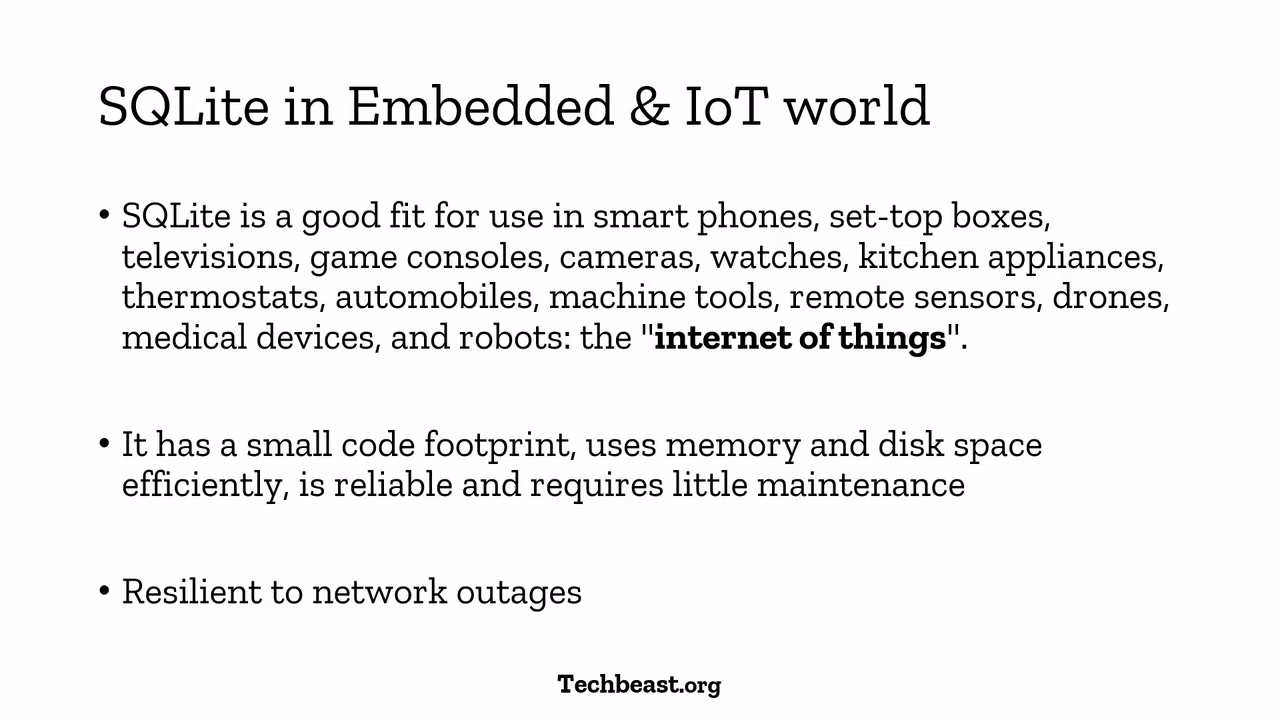 SQLite in Embedded & IoT world
• SQLite is a good fit for use in smart phones, set-top boxes,
televisions, game consoles, cameras, watches, kitchen appliances,
thermostats, automobiles, machine tools, remote sensors, drones,
medical devices, and robots: the "internet of things".
• It has a small code footprint, uses memory and disk space
efficiently, is reliable and requires little maintenance
• Resilient to network outages
Techbeast.org